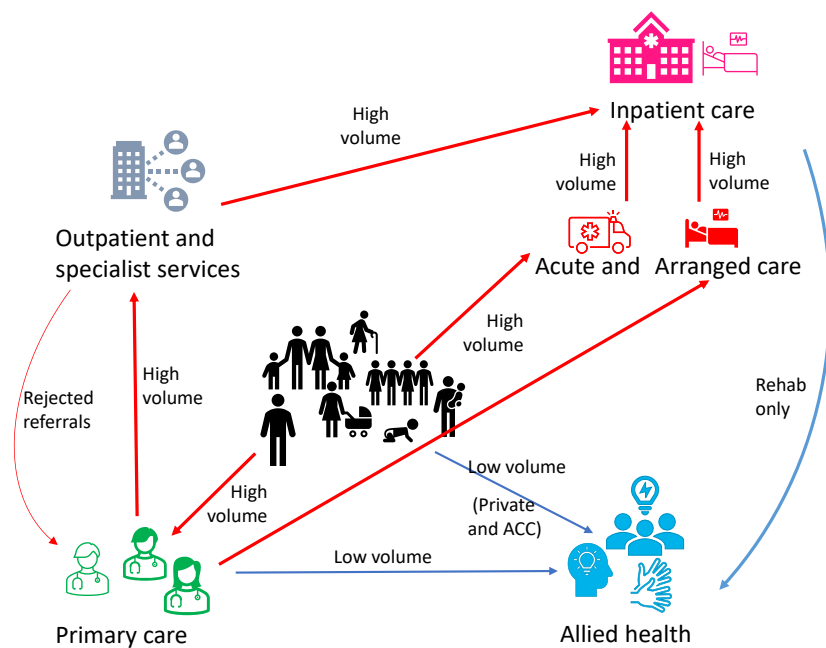 Inpatient care
High
volume
High
volume
High
volume
Outpatient and
specialist services
Acute and
Arranged care
High
volume
High
volume
Rejected
referrals
Rehab
only
High
volume
Low volume
(Private
and ACC)
Low volume
Primary care
Allied health